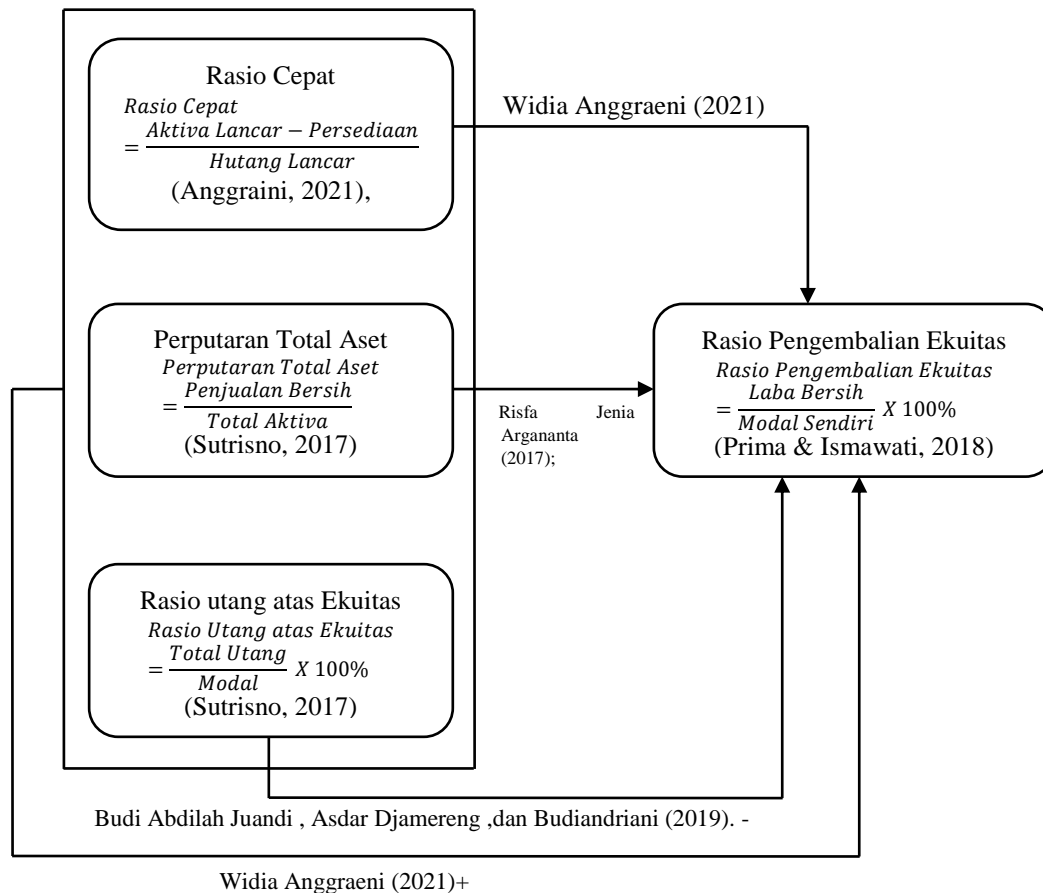 Rasio Cepat
Rasio Cepat
= Aktiva Lancar − Persediaan
Hutang Lancar
(Anggraini, 2021),
Widia Anggraeni (2021)
Perputaran Total Aset
Perputaran Total Aset
= Penjualan Bersih
Total Aktiva
(Sutrisno, 2017)
Risfa Jenia
Argananta
(2017);
Rasio Pengembalian Ekuitas
Rasio Pengembalian Ekuitas
= Laba Bersih
Modal Sendiri X 100%
(Prima & Ismawati, 2018)
Rasio utang atas Ekuitas
Rasio Utang atas Ekuitas
= Total Utang
Modal X 100%
(Sutrisno, 2017)
Budi Abdilah Juandi , Asdar Djamereng ,dan Budiandriani (2019). -
Widia Anggraeni (2021)+